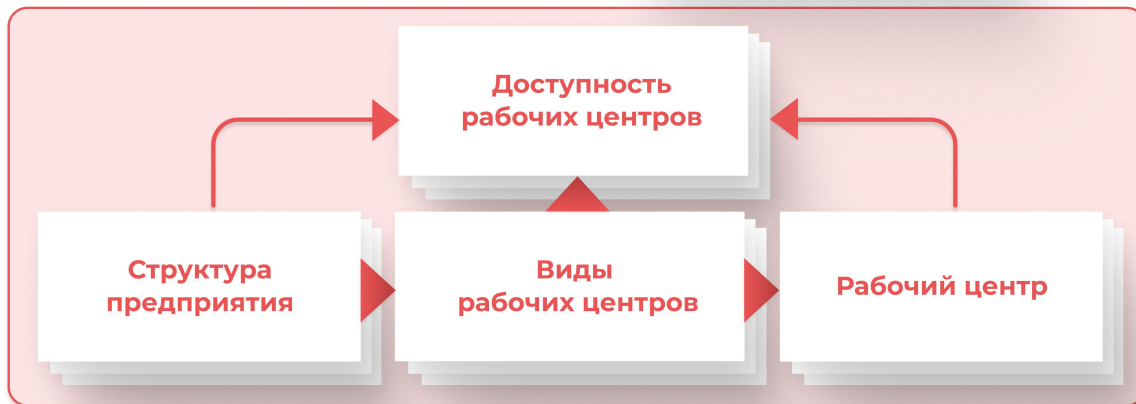 Доступность
рабочих центров
Структура
предприятия
Виды
рабочих центров
Рабочий центр